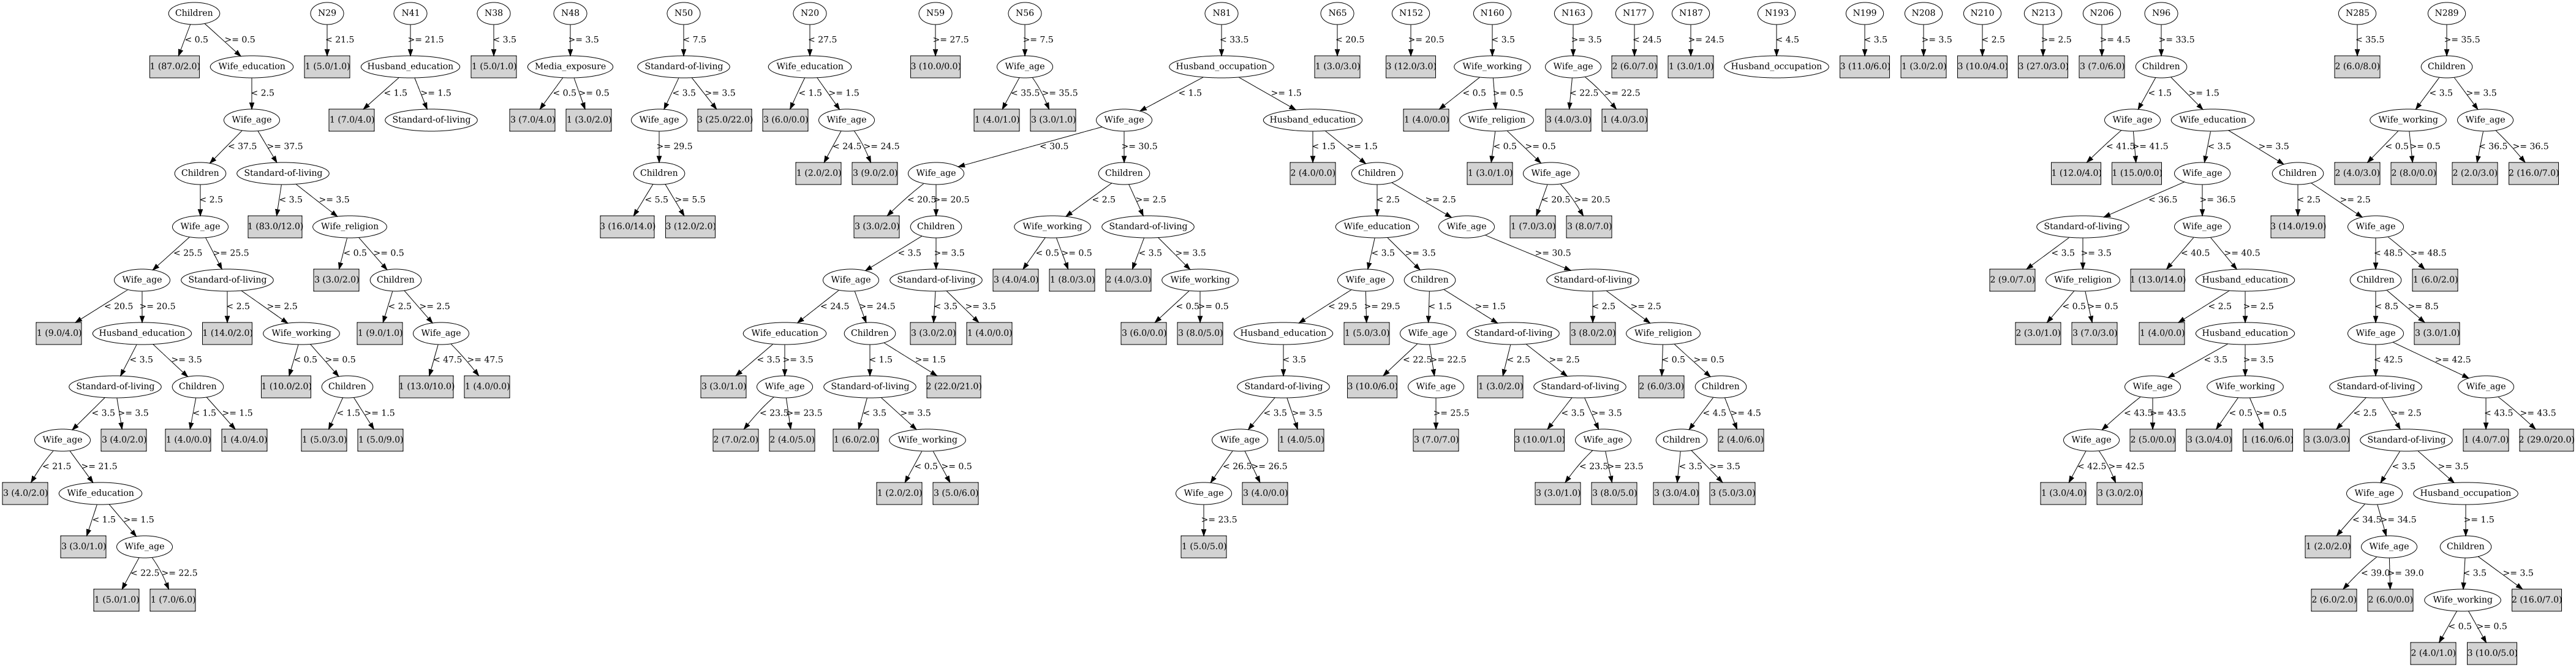 Children N29 N41 N38 N48 N50 N20 N59 N56 N81 N65 N152 N160 N163 N177 N187 N193 N199 N208 N210 N213 N206 N96 N285 N289
< 0.5 >= 0.5 < 21.5 >= 21.5 < 3.5 >= 3.5 < 7.5 < 27.5 >= 27.5 >= 7.5 < 33.5 < 20.5 >= 20.5 < 3.5 >= 3.5 < 24.5 >= 24.5 < 4.5 < 3.5 >= 3.5 < 2.5 >= 2.5 >= 4.5 >= 33.5 < 35.5 >= 35.5
1 (87.0/2.0) Wife_education 1 (5.0/1.0) Husband_education 1 (5.0/1.0) Media_exposure Standard-of-living Wife_education 3 (10.0/0.0) Wife_age Husband_occupation 1 (3.0/3.0) 3 (12.0/3.0) Wife_working Wife_age 2 (6.0/7.0) 1 (3.0/1.0) Husband_occupation 3 (11.0/6.0) 1 (3.0/2.0) 3 (10.0/4.0) 3 (27.0/3.0) 3 (7.0/6.0) Children 2 (6.0/8.0) Children
< 2.5 < 1.5 >= 1.5 < 0.5 >= 0.5 < 3.5 >= 3.5 < 1.5 >= 1.5 < 35.5 >= 35.5 < 1.5 >= 1.5 < 0.5 >= 0.5 < 22.5 >= 22.5 < 1.5 >= 1.5 < 3.5 >= 3.5
Wife_age 1 (7.0/4.0) Standard-of-living 3 (7.0/4.0) 1 (3.0/2.0) Wife_age 3 (25.0/22.0) 3 (6.0/0.0) Wife_age 1 (4.0/1.0) 3 (3.0/1.0) Wife_age Husband_education 1 (4.0/0.0) Wife_religion 3 (4.0/3.0) 1 (4.0/3.0) Wife_age Wife_education Wife_working Wife_age
< 37.5 >= 37.5 >= 29.5 < 24.5 >= 24.5 < 30.5 >= 30.5 < 1.5 >= 1.5 < 0.5 >= 0.5 < 41.5 >= 41.5 < 3.5 >= 3.5 < 0.5 >= 0.5 < 36.5 >= 36.5
Children Standard-of-living Children 1 (2.0/2.0) 3 (9.0/2.0) Wife_age Children 2 (4.0/0.0) Children 1 (3.0/1.0) Wife_age 1 (12.0/4.0) 1 (15.0/0.0) Wife_age Children 2 (4.0/3.0) 2 (8.0/0.0) 2 (2.0/3.0) 2 (16.0/7.0)
< 2.5 < 3.5 >= 3.5 < 5.5 >= 5.5 < 20.5 >= 20.5 < 2.5 >= 2.5 < 2.5 >= 2.5 < 20.5 >= 20.5 < 36.5 >= 36.5 < 2.5 >= 2.5
Wife_age 1 (83.0/12.0) Wife_religion 3 (16.0/14.0) 3 (12.0/2.0) 3 (3.0/2.0) Children Wife_working Standard-of-living Wife_education Wife_age 1 (7.0/3.0) 3 (8.0/7.0) Standard-of-living Wife_age 3 (14.0/19.0) Wife_age
< 25.5 >= 25.5 < 0.5 >= 0.5 < 3.5 >= 3.5 < 0.5 >= 0.5 < 3.5 >= 3.5 < 3.5 >= 3.5 >= 30.5 < 3.5 >= 3.5 < 40.5 >= 40.5 < 48.5 >= 48.5
Wife_age Standard-of-living 3 (3.0/2.0) Children Wife_age Standard-of-living 3 (4.0/4.0) 1 (8.0/3.0) 2 (4.0/3.0) Wife_working Wife_age Children Standard-of-living 2 (9.0/7.0) Wife_religion 1 (13.0/14.0) Husband_education Children 1 (6.0/2.0)
< 20.5 >= 20.5 < 2.5 >= 2.5 < 2.5 >= 2.5 < 24.5 >= 24.5 < 3.5 >= 3.5 < 0.5 >= 0.5 < 29.5 >= 29.5 < 1.5 >= 1.5 < 2.5 >= 2.5 < 0.5 >= 0.5 < 2.5 >= 2.5 < 8.5 >= 8.5
1 (9.0/4.0) Husband_education 1 (14.0/2.0) Wife_working 1 (9.0/1.0) Wife_age Wife_education Children 3 (3.0/2.0) 1 (4.0/0.0) 3 (6.0/0.0) 3 (8.0/5.0) Husband_education 1 (5.0/3.0) Wife_age Standard-of-living 3 (8.0/2.0) Wife_religion 2 (3.0/1.0) 3 (7.0/3.0) 1 (4.0/0.0) Husband_education Wife_age 3 (3.0/1.0)
< 3.5 >= 3.5 < 0.5 >= 0.5 < 47.5 >= 47.5 < 3.5 >= 3.5 < 1.5 >= 1.5 < 3.5 < 22.5 >= 22.5 < 2.5 >= 2.5 < 0.5 >= 0.5 < 3.5 >= 3.5 < 42.5 >= 42.5
Standard-of-living Children 1 (10.0/2.0) Children 1 (13.0/10.0) 1 (4.0/0.0) 3 (3.0/1.0) Wife_age Standard-of-living 2 (22.0/21.0) Standard-of-living 3 (10.0/6.0) Wife_age 1 (3.0/2.0) Standard-of-living 2 (6.0/3.0) Children Wife_age Wife_working Standard-of-living Wife_age
< 3.5 >= 3.5 < 1.5 >= 1.5 < 1.5 >= 1.5 < 23.5 >= 23.5 < 3.5 >= 3.5 < 3.5 >= 3.5 >= 25.5 < 3.5 >= 3.5 < 4.5 >= 4.5 < 43.5 >= 43.5 < 0.5 >= 0.5 < 2.5 >= 2.5 < 43.5 >= 43.5
Wife_age 3 (4.0/2.0) 1 (4.0/0.0) 1 (4.0/4.0) 1 (5.0/3.0) 1 (5.0/9.0) 2 (7.0/2.0) 2 (4.0/5.0) 1 (6.0/2.0) Wife_working Wife_age 1 (4.0/5.0) 3 (7.0/7.0) 3 (10.0/1.0) Wife_age Children 2 (4.0/6.0) Wife_age 2 (5.0/0.0) 3 (3.0/4.0) 1 (16.0/6.0) 3 (3.0/3.0) Standard-of-living 1 (4.0/7.0) 2 (29.0/20.0)
< 21.5 >= 21.5 < 0.5 >= 0.5 < 26.5 >= 26.5 < 23.5 >= 23.5 < 3.5 >= 3.5 < 42.5 >= 42.5 < 3.5 >= 3.5
3 (4.0/2.0) Wife_education 1 (2.0/2.0) 3 (5.0/6.0) Wife_age 3 (4.0/0.0) 3 (3.0/1.0) 3 (8.0/5.0) 3 (3.0/4.0) 3 (5.0/3.0) 1 (3.0/4.0) 3 (3.0/2.0) Wife_age Husband_occupation
< 1.5 >= 1.5 >= 23.5 < 34.5 >= 34.5 >= 1.5
3 (3.0/1.0) Wife_age 1 (5.0/5.0) 1 (2.0/2.0) Wife_age Children
< 22.5 >= 22.5 < 39.0 >= 39.0 < 3.5 >= 3.5
1 (5.0/1.0) 1 (7.0/6.0) 2 (6.0/2.0) 2 (6.0/0.0) Wife_working 2 (16.0/7.0)
< 0.5 >= 0.5
2 (4.0/1.0) 3 (10.0/5.0)